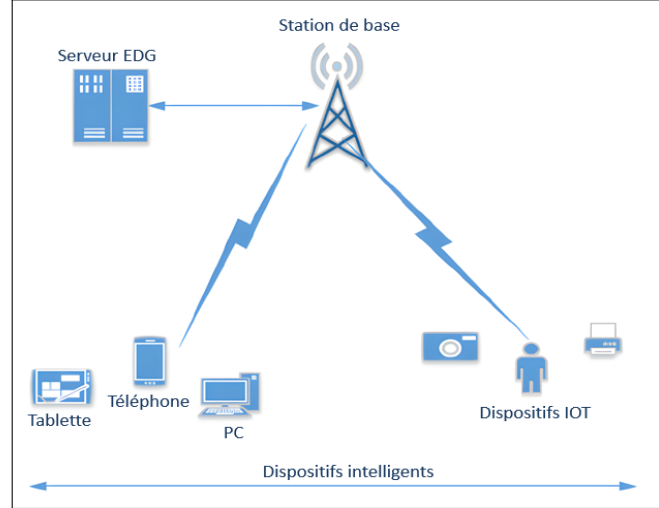 Station de base
Serveur EDG
Téléphone
Tablette
PC
Dispositifs IOT
Dispositifs intelligents